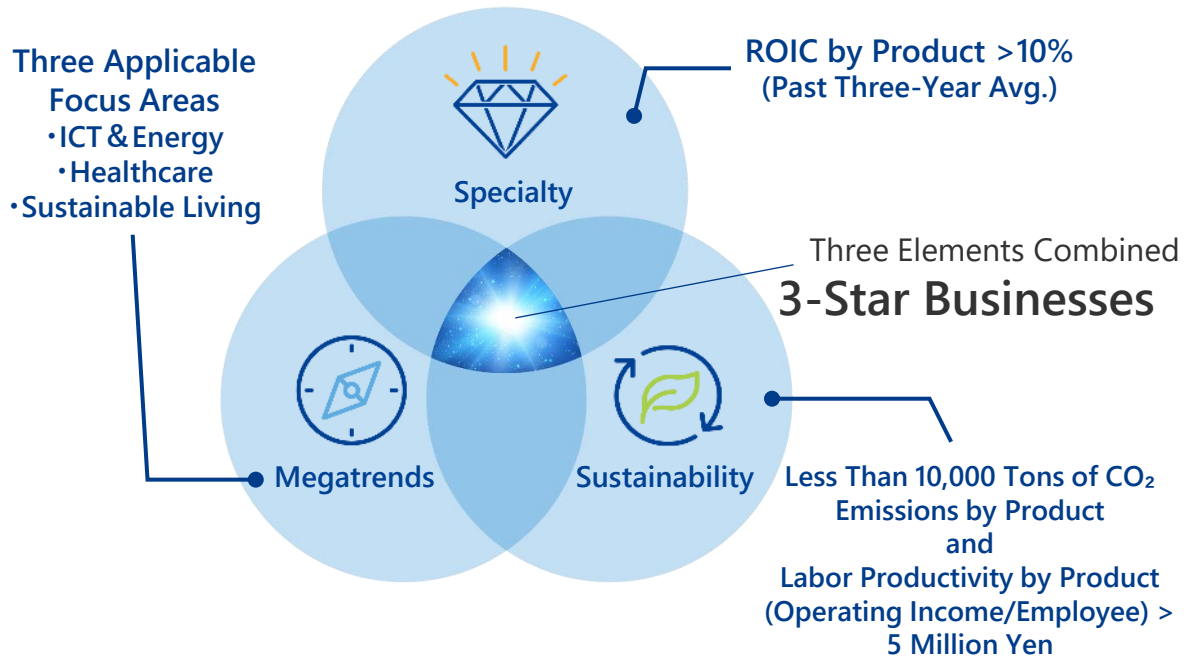 Three Applicable
Focus Areas
・ICT＆Energy
・Healthcare
・Sustainable Living
ROIC by Product >10%
(Past Three-Year Avg.)
Specialty
Three Elements Combined
3-Star Businesses
Megatrends
Sustainability
Less Than 10,000 Tons of CO₂
Emissions by Product
and
Labor Productivity by Product
(Operating Income/Employee) >
5 Million Yen